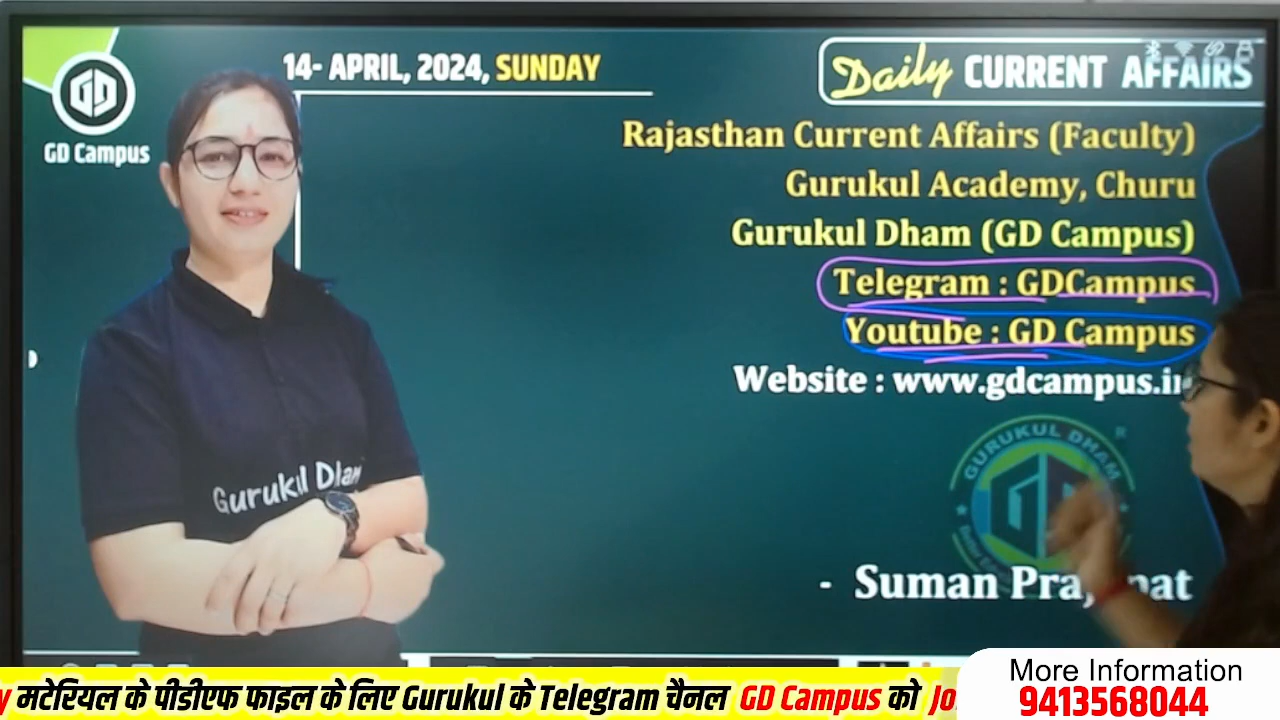 14- APRIL, 2024, SUNDAY
Daily CURRENT AFFAIRS
GD
GD Campus
Rajasthan Current Affairs (Faculty)
Gurukul Academy, Churu
Gurukul Dham (GD Campus)
Telegram : GDCampus
Youtube : GD Campus
Website : www.gdcampus.in
GURUKUL DHAM
Gurukul Dham
- Suman
मटेरियल के पीडीएफ फाइल के लिए Gurukul के Telegram चैनल GD Campus को
More Information
9413568044